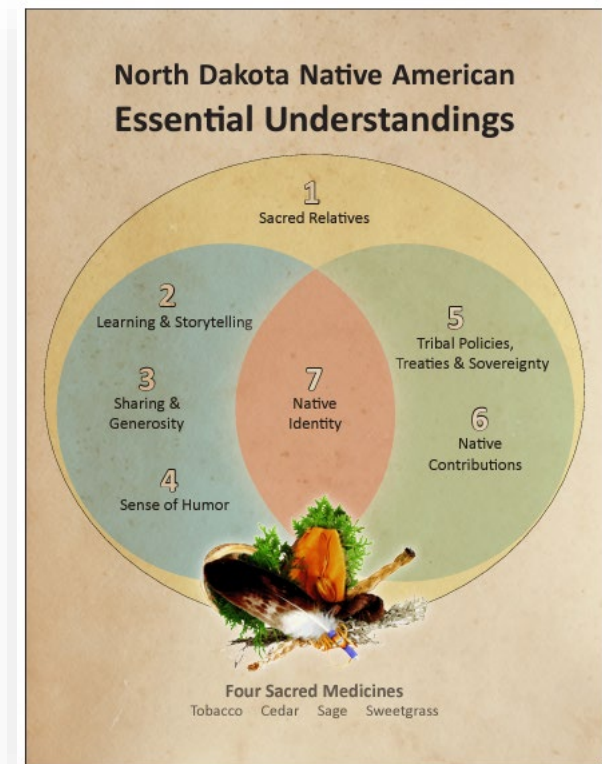 North Dakota Native American
Essential Understandings
1
Sacred Relatives
2
Learning & Storytelling
3
Sharing &
Generosity
4
Sense of Humor
7
Native
Identity
5
Tribal Policies,
Treaties & Sovereignty
6
Native
Contributions
Four Sacred Medicines
Tobacco Cedar Sage Sweetgrass